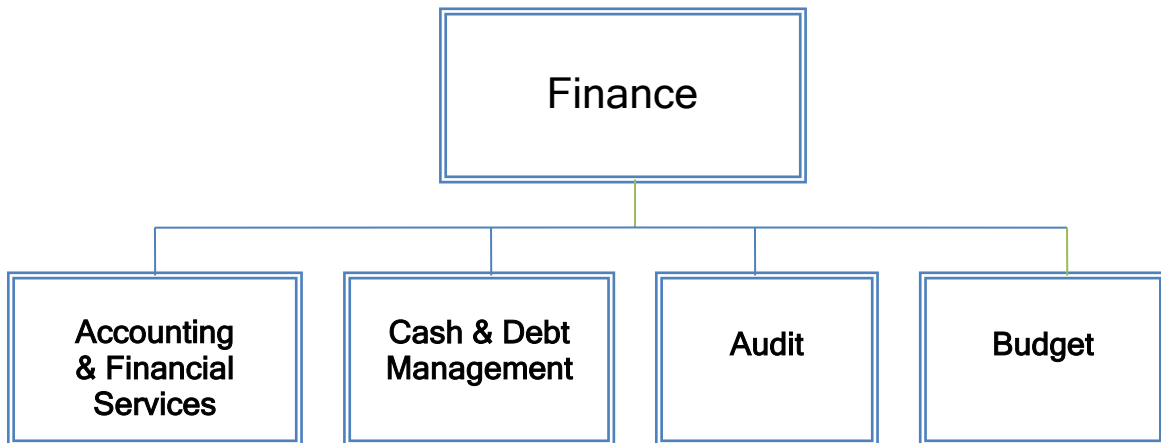 Finance
Accounting
& Financial
Services
Cash & Debt
Management
Audit
Budget